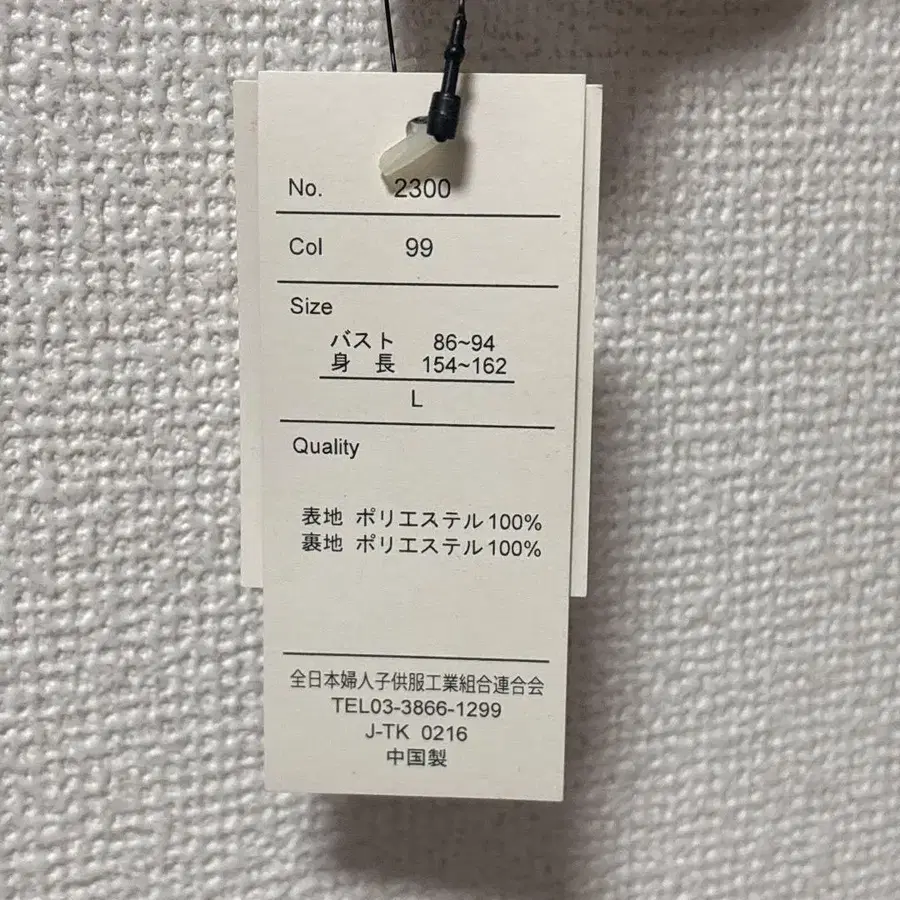 No. 2300
Col 99
Size
バスト 86~94
身 長 154~162
L
Quality
表地 ポリエステル100%
裏地 ポリエステル100%
全日本婦人子供服工業組合連合会
TEL03-3866-1299
J-TK 0216
中国製